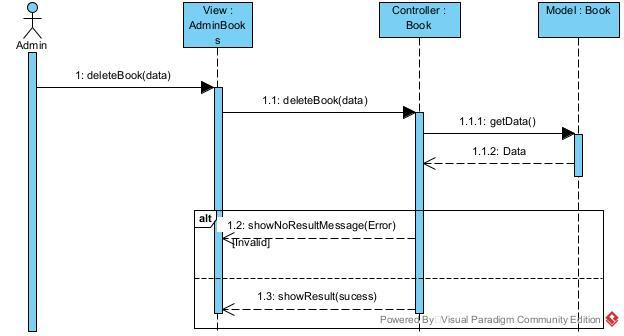 View :
AdminBook
s
Controller :
Book
Model : Book
Admin
1: deleteBook(data)
1.1: deleteBook(data)
1.1.1: getData()
1.1.2: Data
alt
1.2: showNoResultMessage(Error)
[Invalid]
1.3: showResult(sucess)
Powered By Visual Paradigm Community Edition